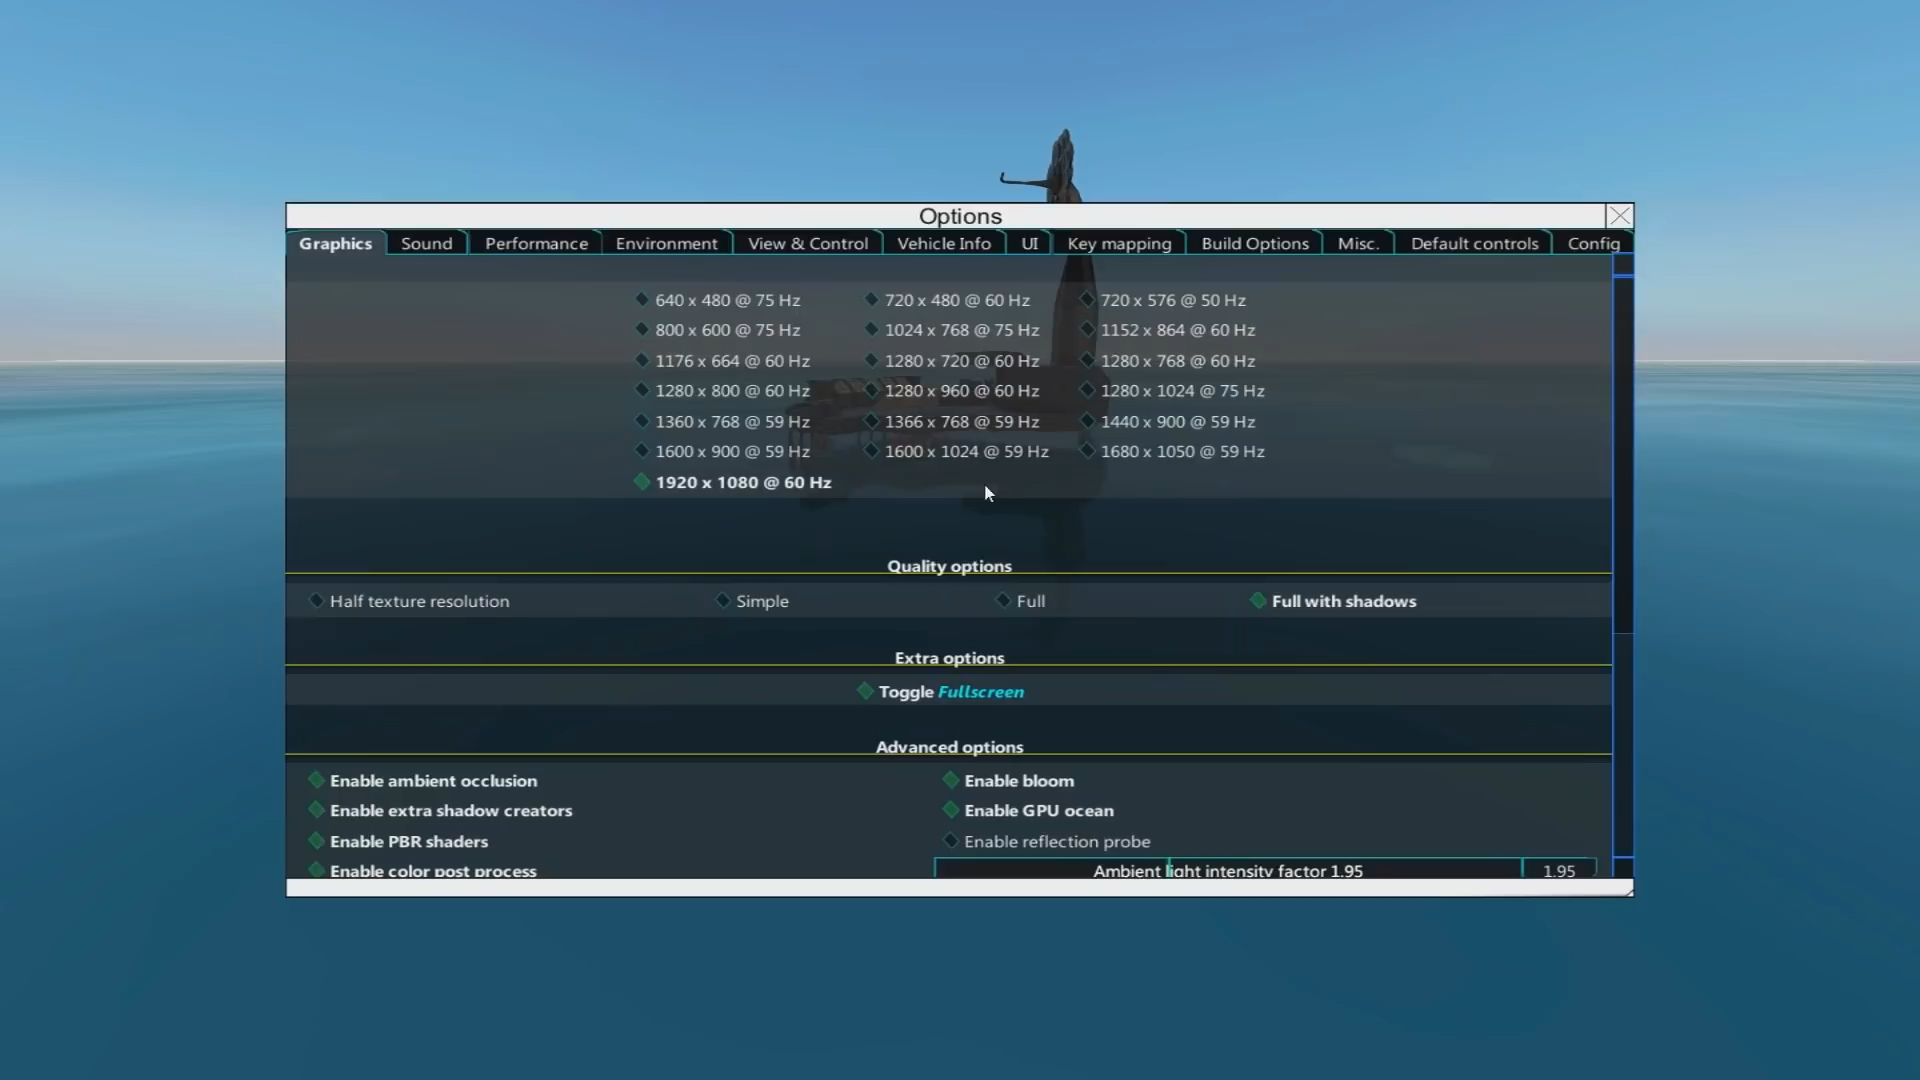 Options
Graphics Sound Performance Environment View & Control Vehicle Info UI Key mapping Build Options Misc. Default controls Config
640 x 480 @ 75 Hz 720 x 480 @ 60 Hz 720 x 576 @ 50 Hz
800 x 600 @ 75 Hz 1024 x 768 @ 75 Hz 1152 x 864 @ 60 Hz
1176 x 664 @ 60 Hz 1280 x 720 @ 60 Hz 1280 x 768 @ 60 Hz
1280 x 800 @ 60 Hz 1280 x 960 @ 60 Hz 1280 x 1024 @ 75 Hz
1360 x 768 @ 59 Hz 1366 x 768 @ 59 Hz 1440 x 900 @ 59 Hz
1600 x 900 @ 59 Hz 1600 x 1024 @ 59 Hz 1680 x 1050 @ 59 Hz
1920 x 1080 @ 60 Hz
Quality options
Half texture resolution Simple Full Full with shadows
Extra options
Toggle Fullscreen
Advanced options
Enable ambient occlusion Enable bloom
Enable extra shadow creators Enable GPU ocean
Enable PBR shaders Enable reflection probe
Enable color post process Ambient light intensity factor 1.95 1.95